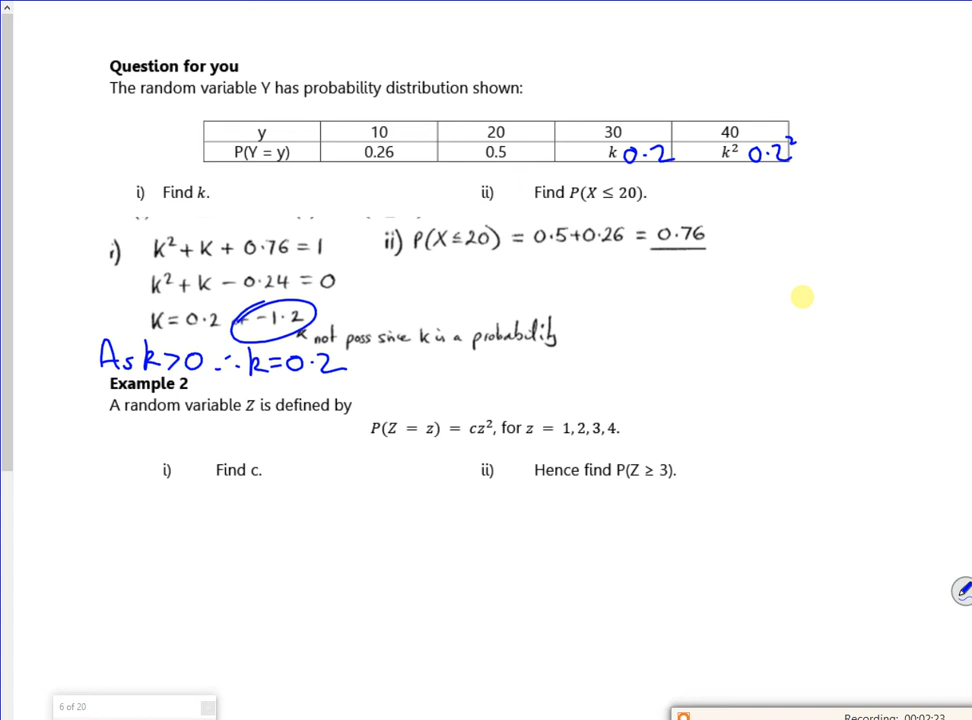 Question for you
The random variable Y has probability distribution shown:
y 10 20 30 40
P(Y = y) 0.26 0.5 k 0.2 k² 0.2²
i) Find k. ii) Find P(X ≤ 20).
i) k² + k + 0.76 = 1 ii) P(X ≤ 20) = 0.5+0.26 = 0.76
k² + k - 0.24 = 0
k = 0.2 -1.2
not poss since k is a probability
As k>0 ∴ k=0.2
Example 2
A random variable Z is defined by
P(Z = z) = cz², for z = 1, 2, 3, 4.
i) Find c. ii) Hence find P(Z ≥ 3).
6 of 20
Recording: 00:02:23